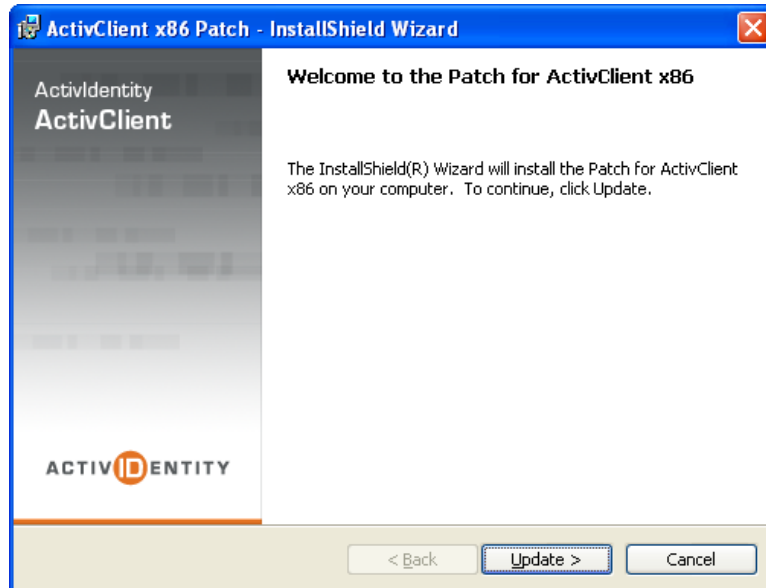 ActivClient x86 Patch - InstallShield Wizard
ActivIdentity
ActivClient
Welcome to the Patch for ActivClient x86
The InstallShield(R) Wizard will install the Patch for ActivClient
x86 on your computer.  To continue, click Update.
ACTIVIDENTITY
< Back
Update >
Cancel